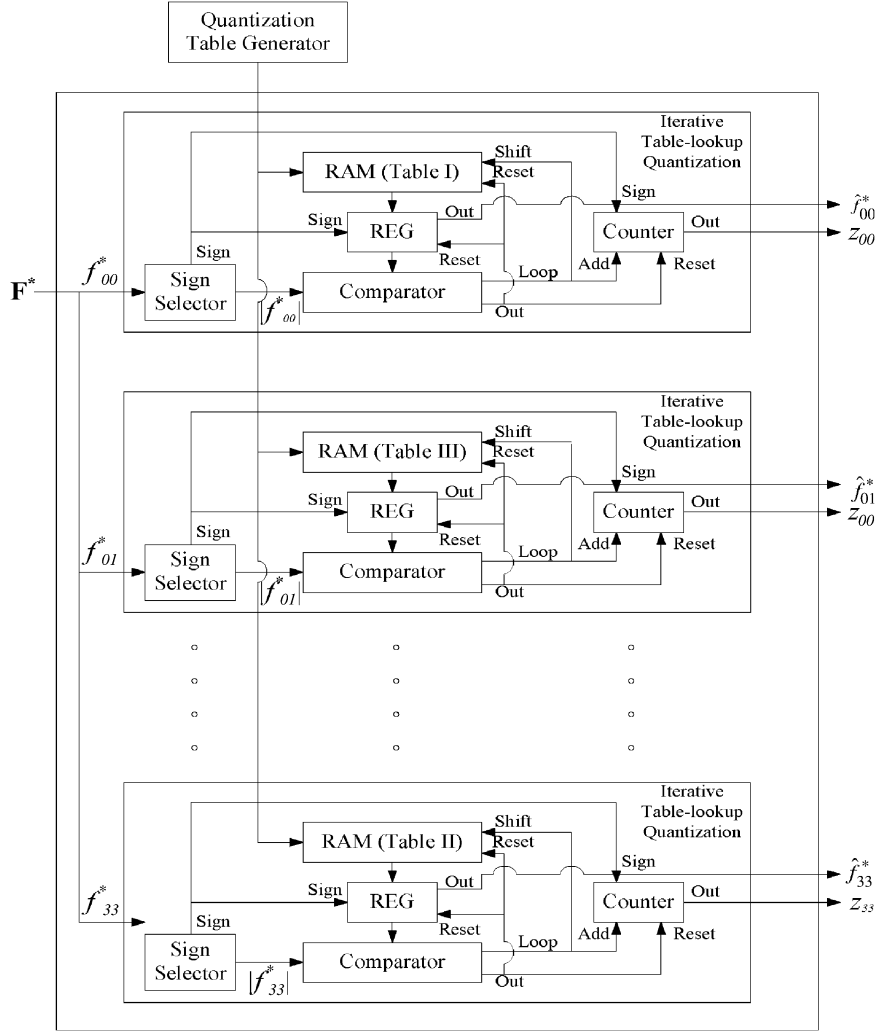 Quantization
Table Generator
Iterative
Table-lookup
Quantization
Shift
RAM (Table I)
Reset
Sign
Out
f̂*00
Sign
REG
Counter
Out
z00
Sign
Reset
Loop
Add
Reset
F*
f*00
Sign
Selector
|f*00|
Comparator
Out
Iterative
Table-lookup
Quantization
Shift
RAM (Table III)
Reset
Sign
Out
f̂*01
Sign
REG
Counter
Out
z00
Sign
Reset
Loop
Add
Reset
f*01
Sign
Selector
|f*01|
Comparator
Out
Iterative
Table-lookup
Quantization
Shift
RAM (Table II)
Reset
Sign
Out
f̂*33
Sign
REG
Counter
Out
z33
f*33
Sign
Reset
Loop
Add
Reset
Sign
Selector
|f*33|
Comparator
Out